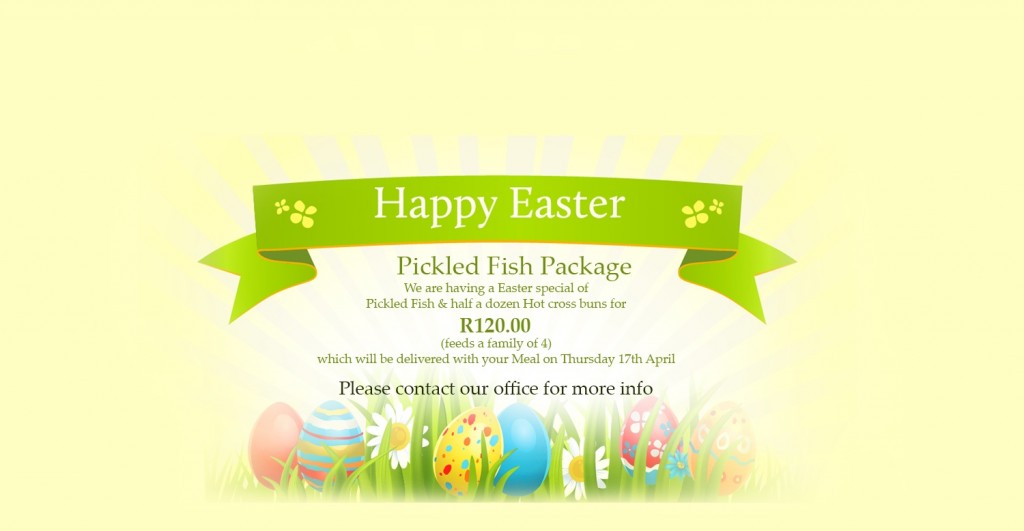 Happy Easter
Pickled Fish Package
We are having a Easter special of
Pickled Fish & half a dozen Hot cross buns for
R120.00
(feeds a family of 4)
which will be delivered with your Meal on Thursday 17th April
Please contact our office for more info